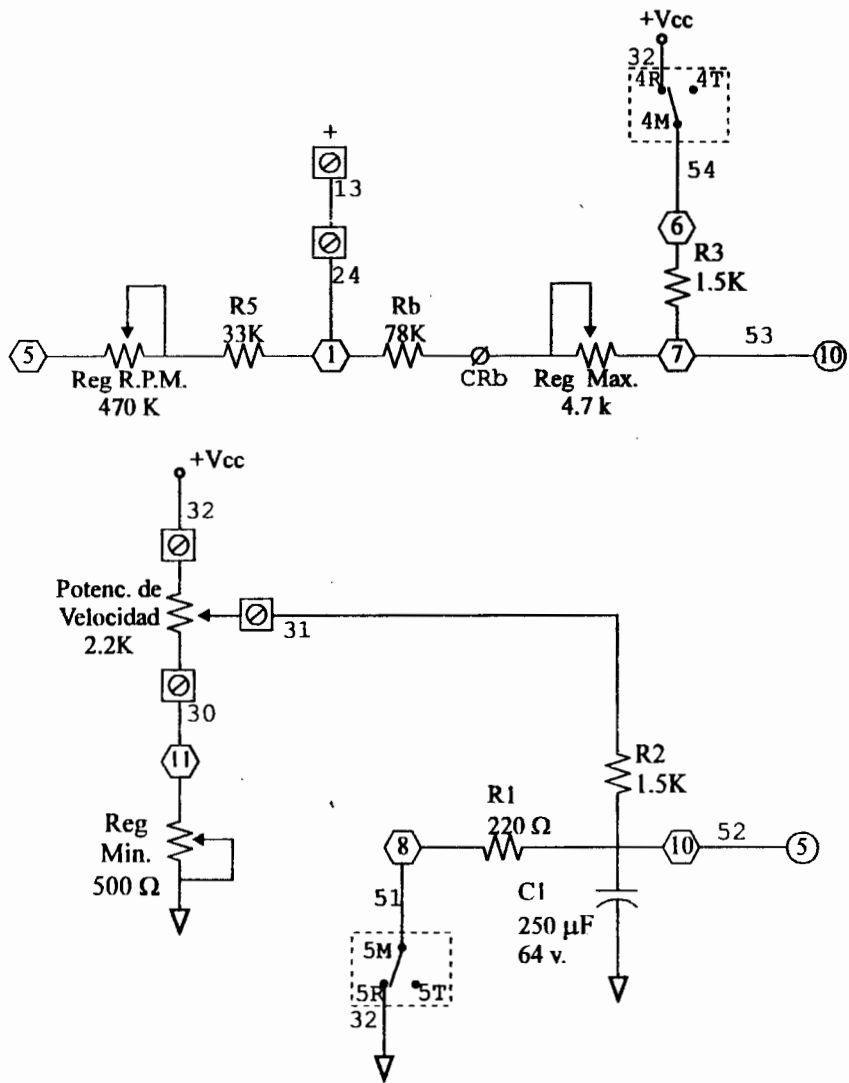 +Vcc
32
4R
4T
4M
54
+
13
24
6
R3
1.5K
R5
33K
Rb
78K
5
1
7
53
10
Reg R.P.M.
470 K
CRb
Reg Max.
4.7 k
+Vcc
32
Potenc. de
Velocidad
2.2K
31
30
11
R2
1.5K
Reg
Min.
500 Ω
R1
220 Ω
8
10
52
5
51
C1
250 μF
64 v.
5M
5R
5T
32